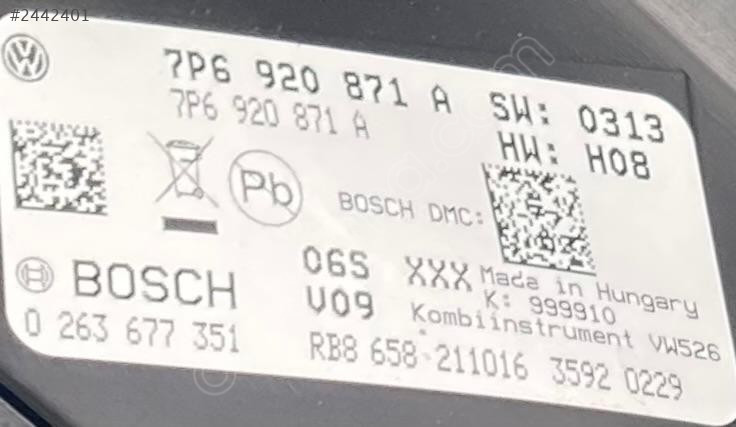 #2442401
7P6 920 871 A SW: 0313
7P6 920 871 A HW: H08
Pb
BOSCH DMC:
BOSCH 06S XXX Made in Hungary
V09 K: 999910
0 263 677 351 Kombiinstrument VW526
RB8 658 211016 3592 0229